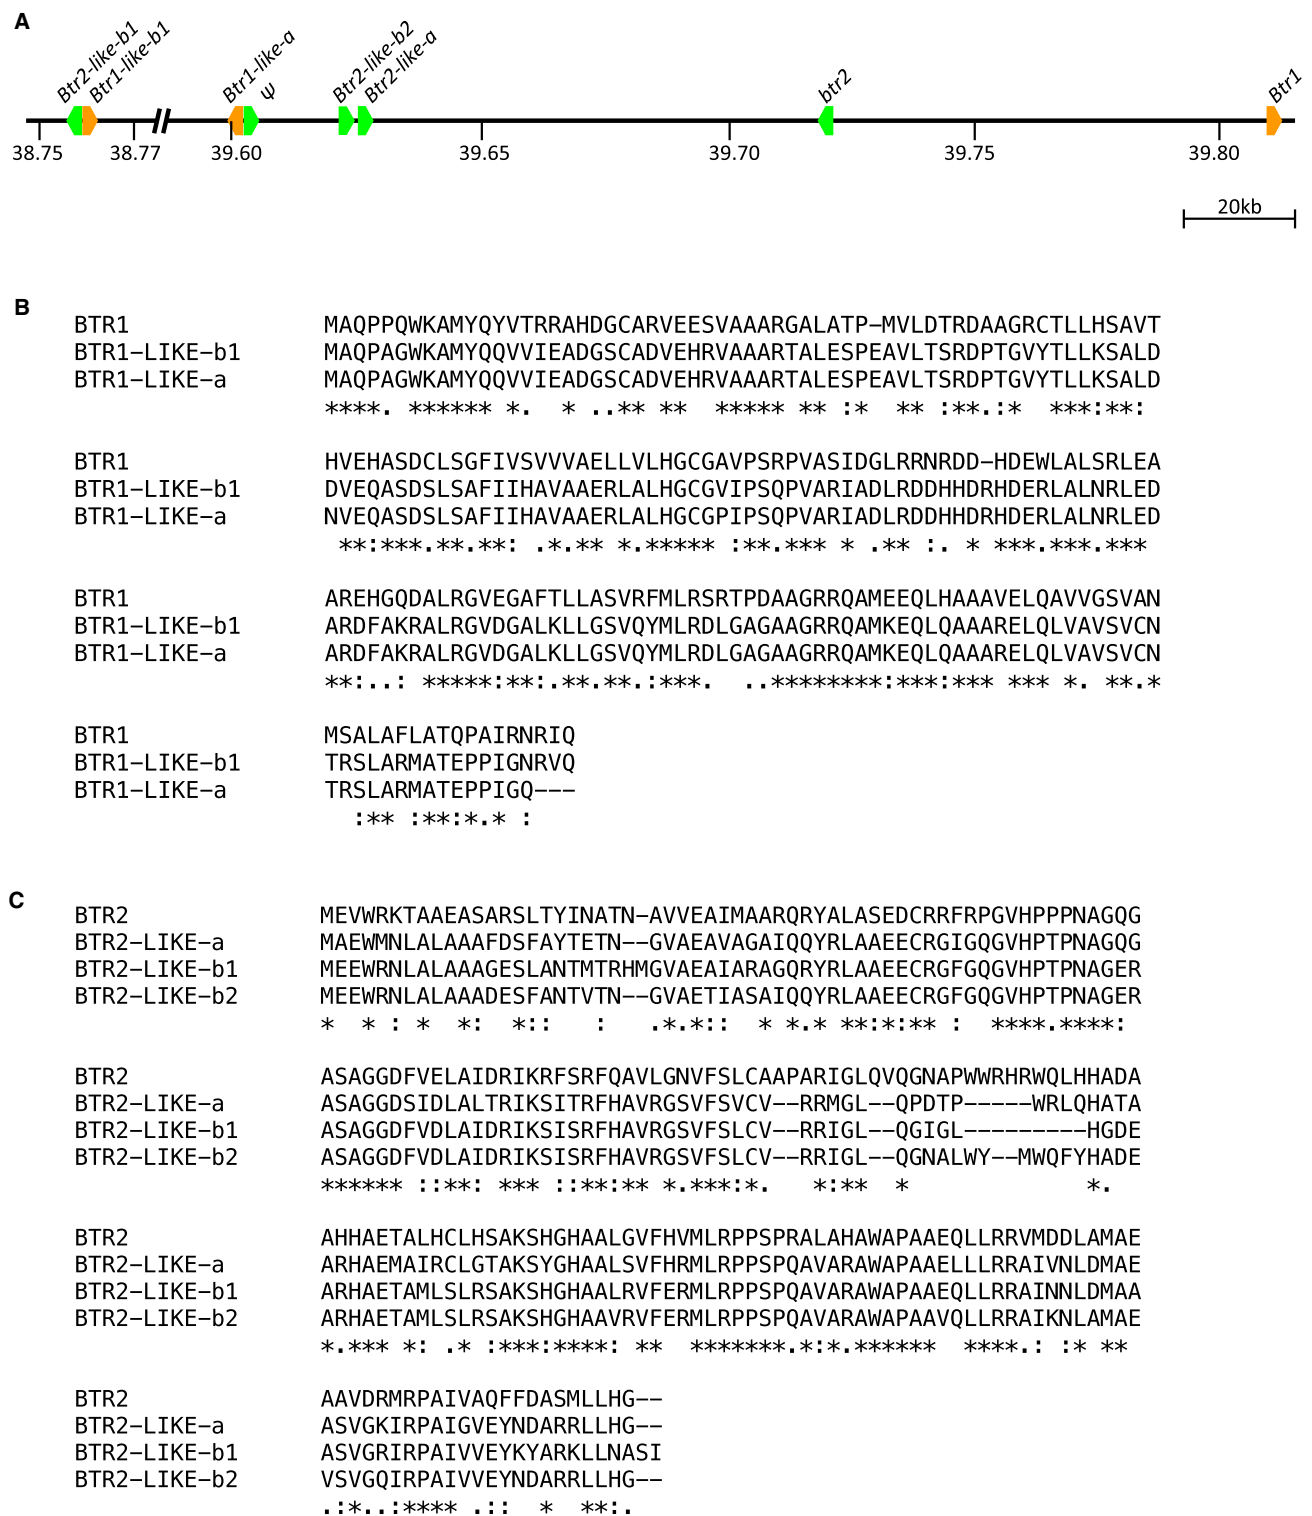 A
Btr2-like-b1
Btr1-like-b1
Btr1-like-a
ψ
Btr2-like-b2
Btr2-like-a
btr2
Btr1
38.75 38.77 39.60 39.65 39.70 39.75 39.80
20kb
B
BTR1 MAQPPQWKAMYQYVTRRAHDGCARVEESVAAARGALATP–MVLDTRDAAGRCTLLHSAVT
BTR1–LIKE–b1 MAQPAGWKAMYQQVVIEADGSCADVEHRVAAARTALESPEAVLTSRDPTGVYTLLKSALD
BTR1–LIKE–a MAQPAGWKAMYQQVVIEADGSCADVEHRVAAARTALESPEAVLTSRDPTGVYTLLKSALD
****. ****** *.  * ..** **  ***** ** :*  ** :**.:*  ***:**:
BTR1 HVEHASDCLSGFIVSVVVAELLVLHGCGAVPSRPVASIDGLRRNRDD–HDEWLALSRLEA
BTR1–LIKE–b1 DVEQASDSLSAFIIHAVAAERLALHGCGVIPSQPVARIADLRDDHHDRHDERLALNRLED
BTR1–LIKE–a NVEQASDSLSAFIIHAVAAERLALHGCGPIPSQPVARIADLRDDHHDRHDERLALNRLED
**:***.**.**: .*.** *.***** :**.*** * .** :. * ***.***.***
BTR1 AREHGQDALRGVEGAFTLLASVRFMLRSRTPDAAGRRQAMEEQLHAAAVELQAVVGSVAN
BTR1–LIKE–b1 ARDFAKRALRGVDGALKLLGSVQYMLRDLGAGAAGRRQAMKEQLQAAARELQLVAVSVCN
BTR1–LIKE–a ARDFAKRALRGVDGALKLLGSVQYMLRDLGAGAAGRRQAMKEQLQAAARELQLVAVSVCN
**:..: *****:**:.**.**.:***.  ..********:***:*** *** *. **.*
BTR1 MSALAFLATQPAIRNRIQ
BTR1–LIKE–b1 TRSLARMATEPPIGNRVQ
BTR1–LIKE–a TRSLARMATEPPIGQ–––
:** :**:*.* :
C
BTR2 MEVWRKTAAEASARSLTYINATN–AVVEAIMAARQRYALASEDCRRFRPGVHPPPNAGQG
BTR2–LIKE–a MAEWMNLALAAAFDSFAYTETN––GVAEAVAGAIQQYRLAAEECRGIGQGVHPTPNAGQG
BTR2–LIKE–b1 MEEWRNLALAAAGESLANTMTRHMGVAEAIARAGQRYRLAAEECRGFGQGVHPTPNAGER
BTR2–LIKE–b2 MEEWRNLALAAADESFANTVTN––GVAETIASAIQQYRLAAEECRGFGQGVHPTPNAGER
*  * : *  *:  *::   :   .*.*::  * *.* **:*:** :  ****.****:
BTR2 ASAGGDFVELAIDRIKRFSRFQAVLGNVFSLCAAPARIGLQVQGNAPWWRHRWQLHHADA
BTR2–LIKE–a ASAGGDSIDLALTRIKSITRFHAVRGSVFSVCV––RRMGL––QPDTP–––––WRLQHATA
BTR2–LIKE–b1 ASAGGDFVDLAIDRIKSISRFHAVRGSVFSLCV––RRIGL––QGIGL–––––––––HGDE
BTR2–LIKE–b2 ASAGGDFVDLAIDRIKSISRFHAVRGSVFSLCV––RRIGL––QGNALWY––MWQFYHADE
****** ::**: *** ::**:** *.***:*.   *:**  *             *.
BTR2 AHHAETALHCLHSAKSHGHAALGVFHVMLRPPSPRALAHAWAPAAEQLLRRVMDDLAMAE
BTR2–LIKE–a ARHAEMAIRCLGTAKSYGHAALSVFHRMLRPPSPQAVARAWAPAAELLLRRAIVNLDMAE
BTR2–LIKE–b1 ARHAETAMLSLRSAKSHGHAALRVFERMLRPPSPQAVARAWAPAAEQLLRRAINNLDMAA
BTR2–LIKE–b2 ARHAETAMLSLRSAKSHGHAAVRVFERMLRPPSPQAVARAWAPAAVQLLRRAIKNLAMAE
*.*** *: .* :***:****: **  *******.*:*.******  ****.: :* **
BTR2 AAVDRMRPAIVAQFFDASMLLHG––
BTR2–LIKE–a ASVGKIRPAIGVEYNDARRLLHG––
BTR2–LIKE–b1 ASVGRIRPAIVVEYKYARKLLNASI
BTR2–LIKE–b2 VSVGQIRPAIVVEYNDARRLLHG––
.:*..:**** .::  *  **:.